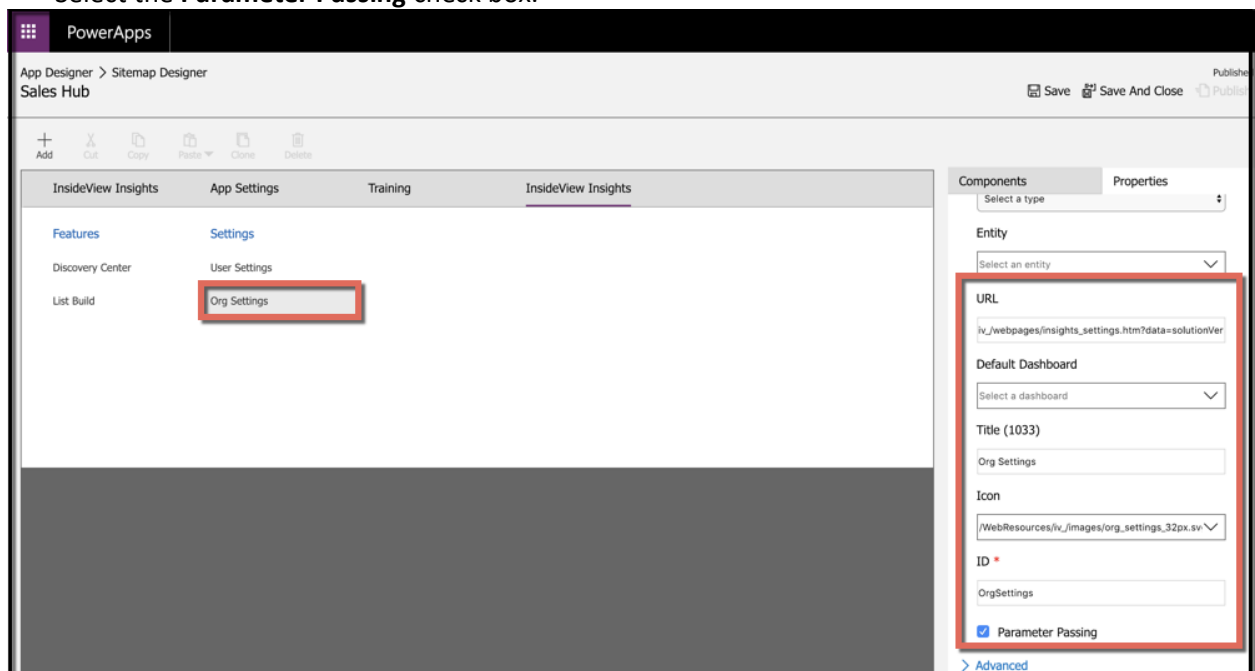 Select the Parameter Passing check box.
PowerApps
App Designer > Sitemap Designer
Sales Hub
Publishe
Save Save And Close Publish
Add Cut Copy Paste Clone Delete
InsideView Insights App Settings Training InsideView Insights
Features Settings
Discovery Center User Settings
List Build Org Settings
Components Properties
Select a type
Entity
Select an entity
URL
iv_/webpages/insights_settings.htm?data=solutionVer
Default Dashboard
Select a dashboard
Title (1033)
Org Settings
Icon
/WebResources/iv_/images/org_settings_32px.sv
ID *
OrgSettings
Parameter Passing
> Advanced